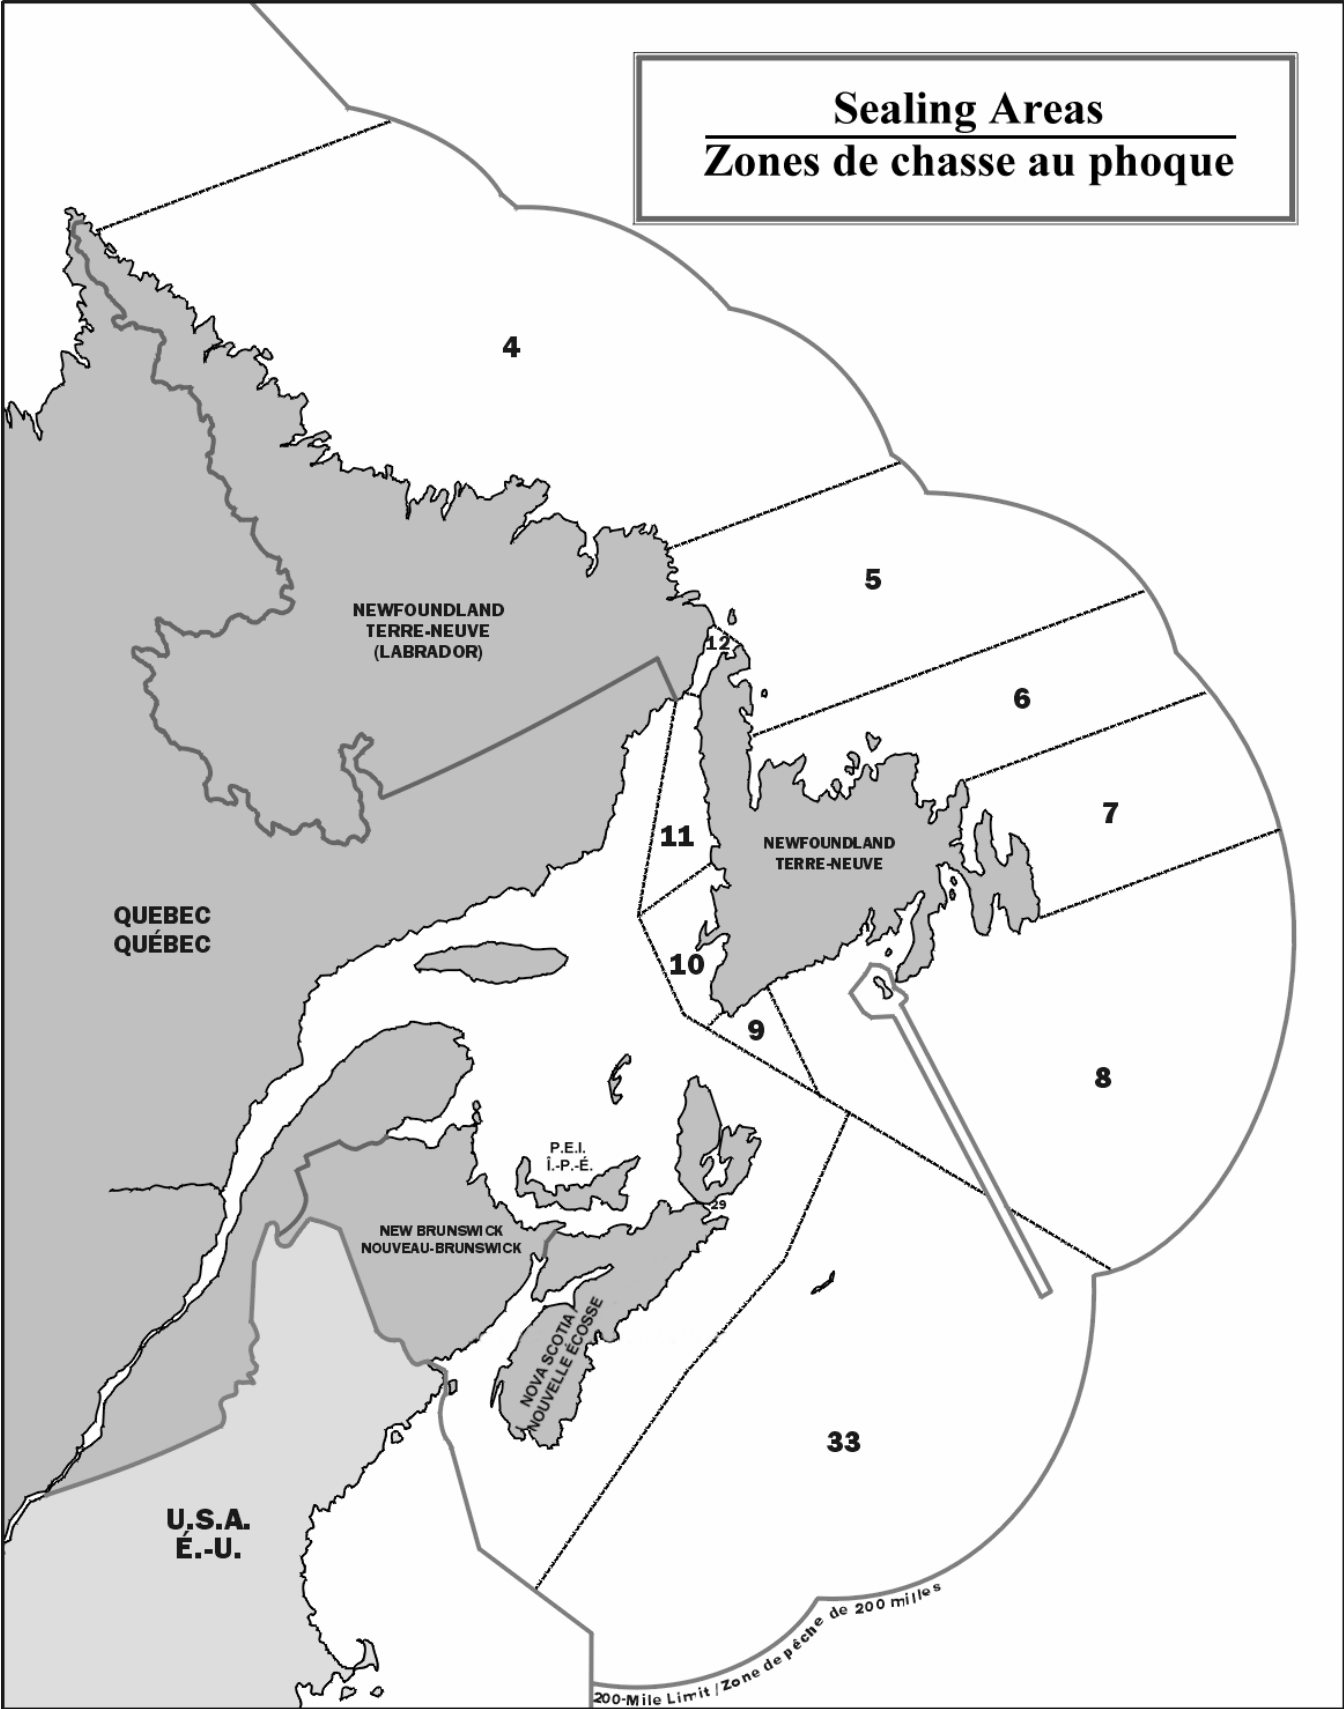 Sealing Areas
Zones de chasse au phoque
4
5
NEWFOUNDLAND
TERRE-NEUVE
(LABRADOR)
12
6
7
11
NEWFOUNDLAND
TERRE-NEUVE
QUEBEC
QUÉBEC
10
9
8
P.E.I.
Î.-P.-É.
29
NEW BRUNSWICK
NOUVEAU-BRUNSWICK
NOVA SCOTIA
NOUVELLE ÉCOSSE
33
U.S.A.
É.-U.
200-Mile Limit / Zone de pêche de 200 milles